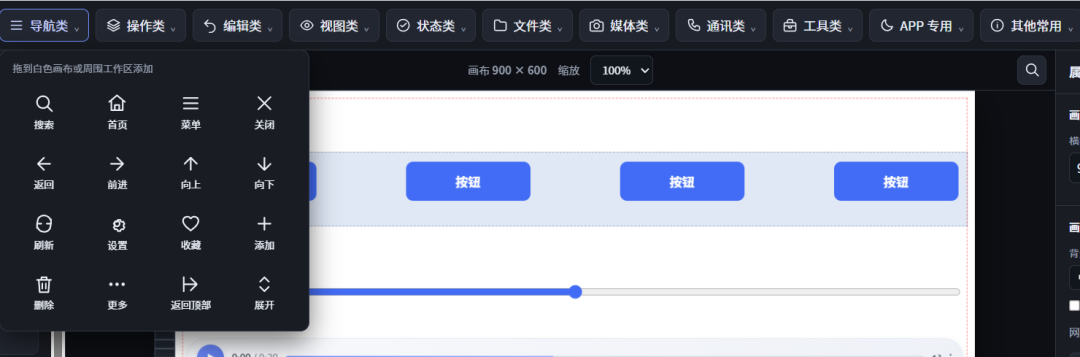 导航类 操作类 编辑类 视图类 状态类 文件类 媒体类 通讯类 工具类 APP 专用 其他常用
拖到白色画布或周围工作区添加
画布 900 × 600 缩放 100%
搜索 首页 菜单 关闭
返回 前进 向上 向下
刷新 设置 收藏 添加
删除 更多 返回顶部 展开
按钮 按钮 按钮